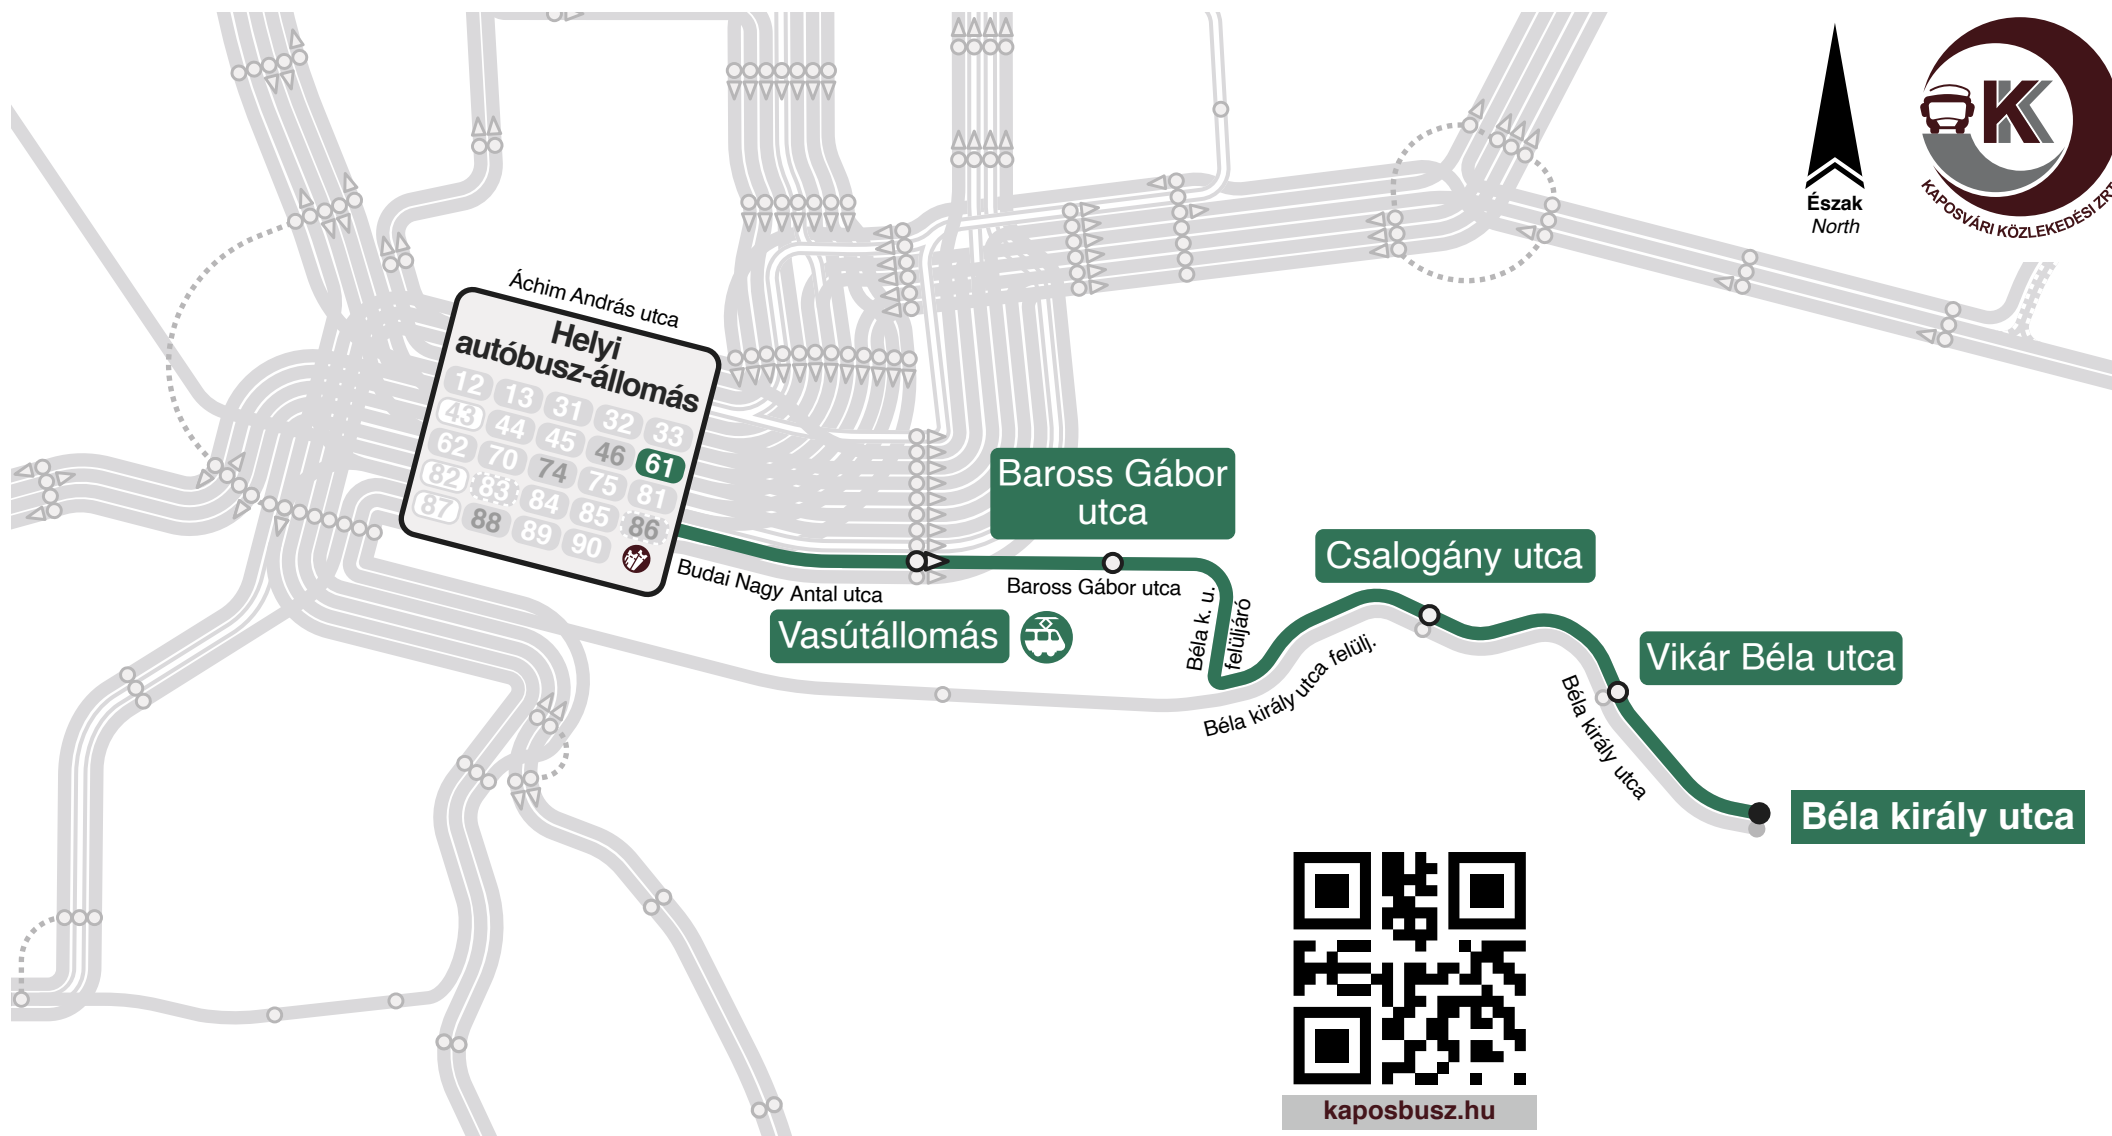 Észak
North
KK
KAPOSVÁRI KÖZLEKEDÉSI ZRT
Áchim András utca
Helyi
autóbusz-állomás
12 13 31 32 33
43 44 45 46 61
62 70 74 75 81
82 83 84 85 86
87 88 89 90
Budai Nagy Antal utca
Vasútállomás
Baross Gábor
utca
Baross Gábor utca
Béla k. u.
felüljáró
Béla király utca felülj.
Csalogány utca
Vikár Béla utca
Béla király utca
Béla király utca
kaposbusz.hu